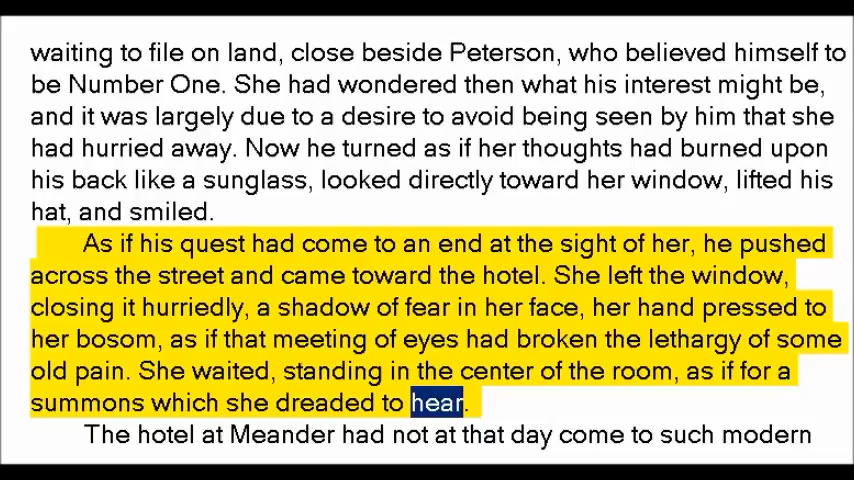 waiting to file on land, close beside Peterson, who believed himself to
be Number One. She had wondered then what his interest might be,
and it was largely due to a desire to avoid being seen by him that she
had hurried away. Now he turned as if her thoughts had burned upon
his back like a sunglass, looked directly toward her window, lifted his
hat, and smiled.
As if his quest had come to an end at the sight of her, he pushed
across the street and came toward the hotel. She left the window,
closing it hurriedly, a shadow of fear in her face, her hand pressed to
her bosom, as if that meeting of eyes had broken the lethargy of some
old pain. She waited, standing in the center of the room, as if for a
summons which she dreaded to hear.
The hotel at Meander had not at that day come to such modern